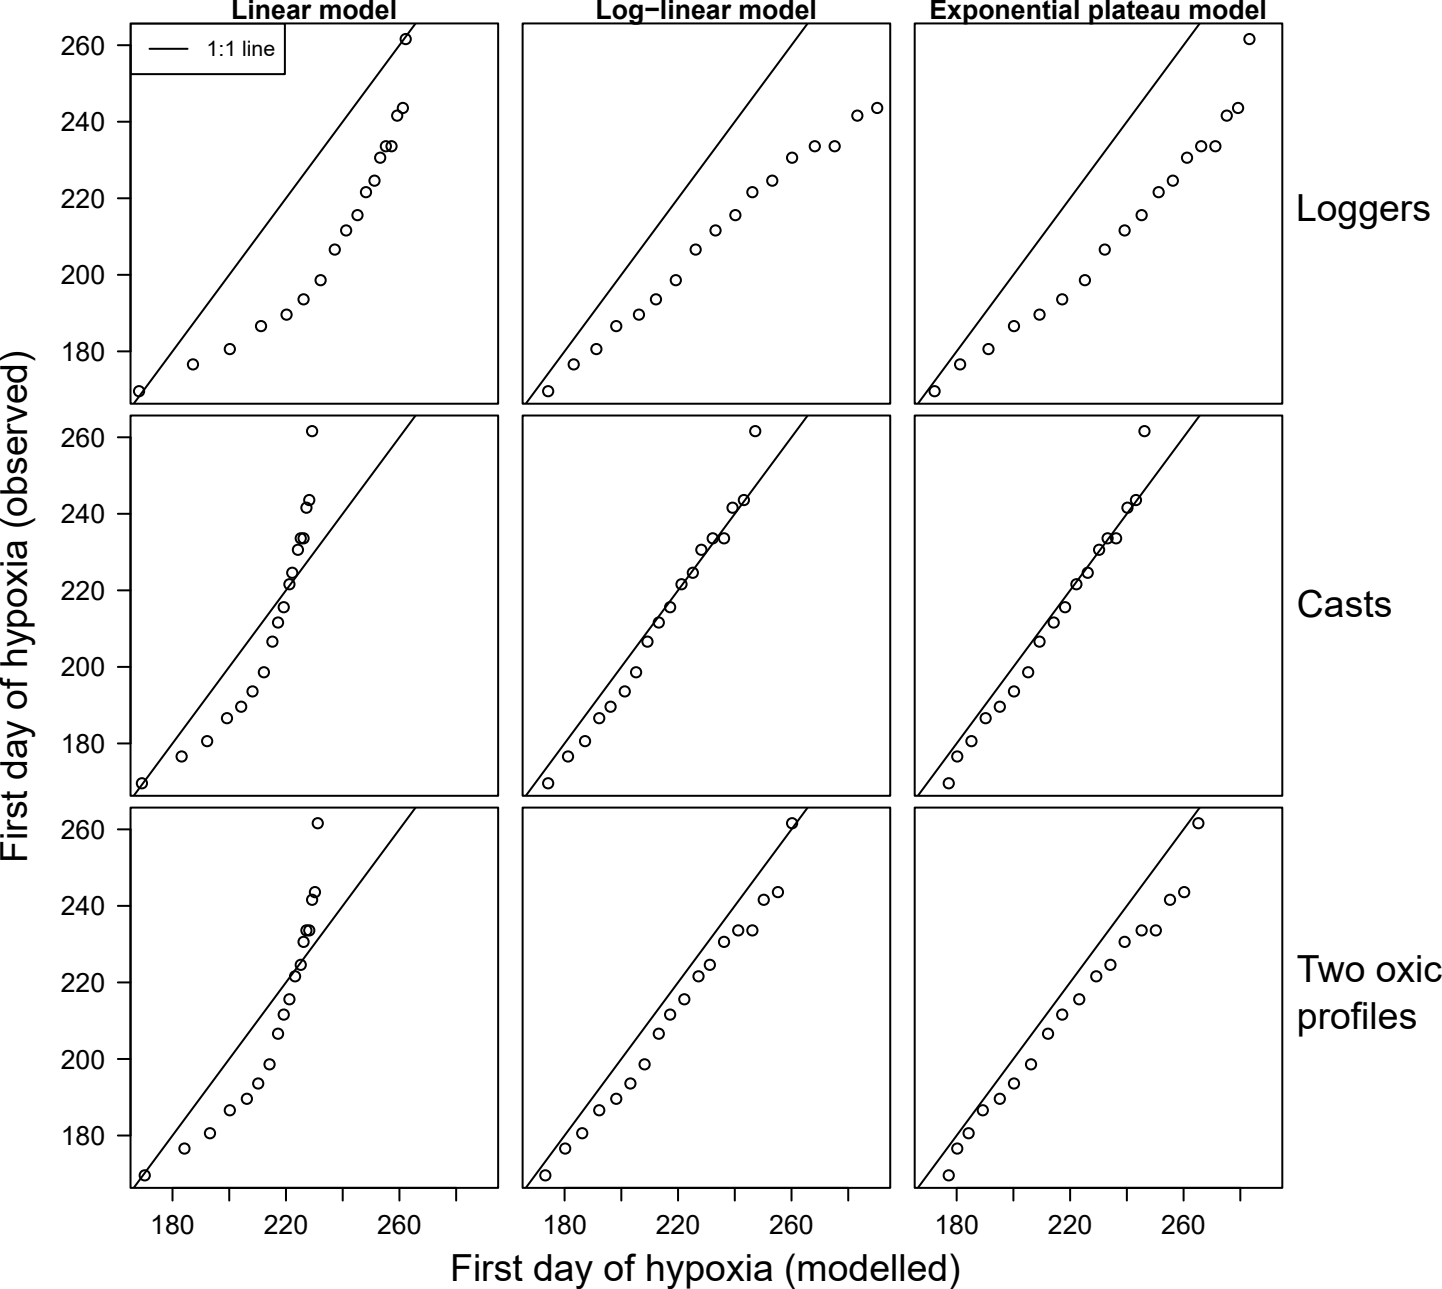 Linear model
Log−linear model
Exponential plateau model
1:1 line
260
240
220
200
180
Loggers
260
240
220
200
180
Casts
260
240
220
200
180
Two oxic
profiles
First day of hypoxia (observed)
180 220 260
180 220 260
180 220 260
First day of hypoxia (modelled)